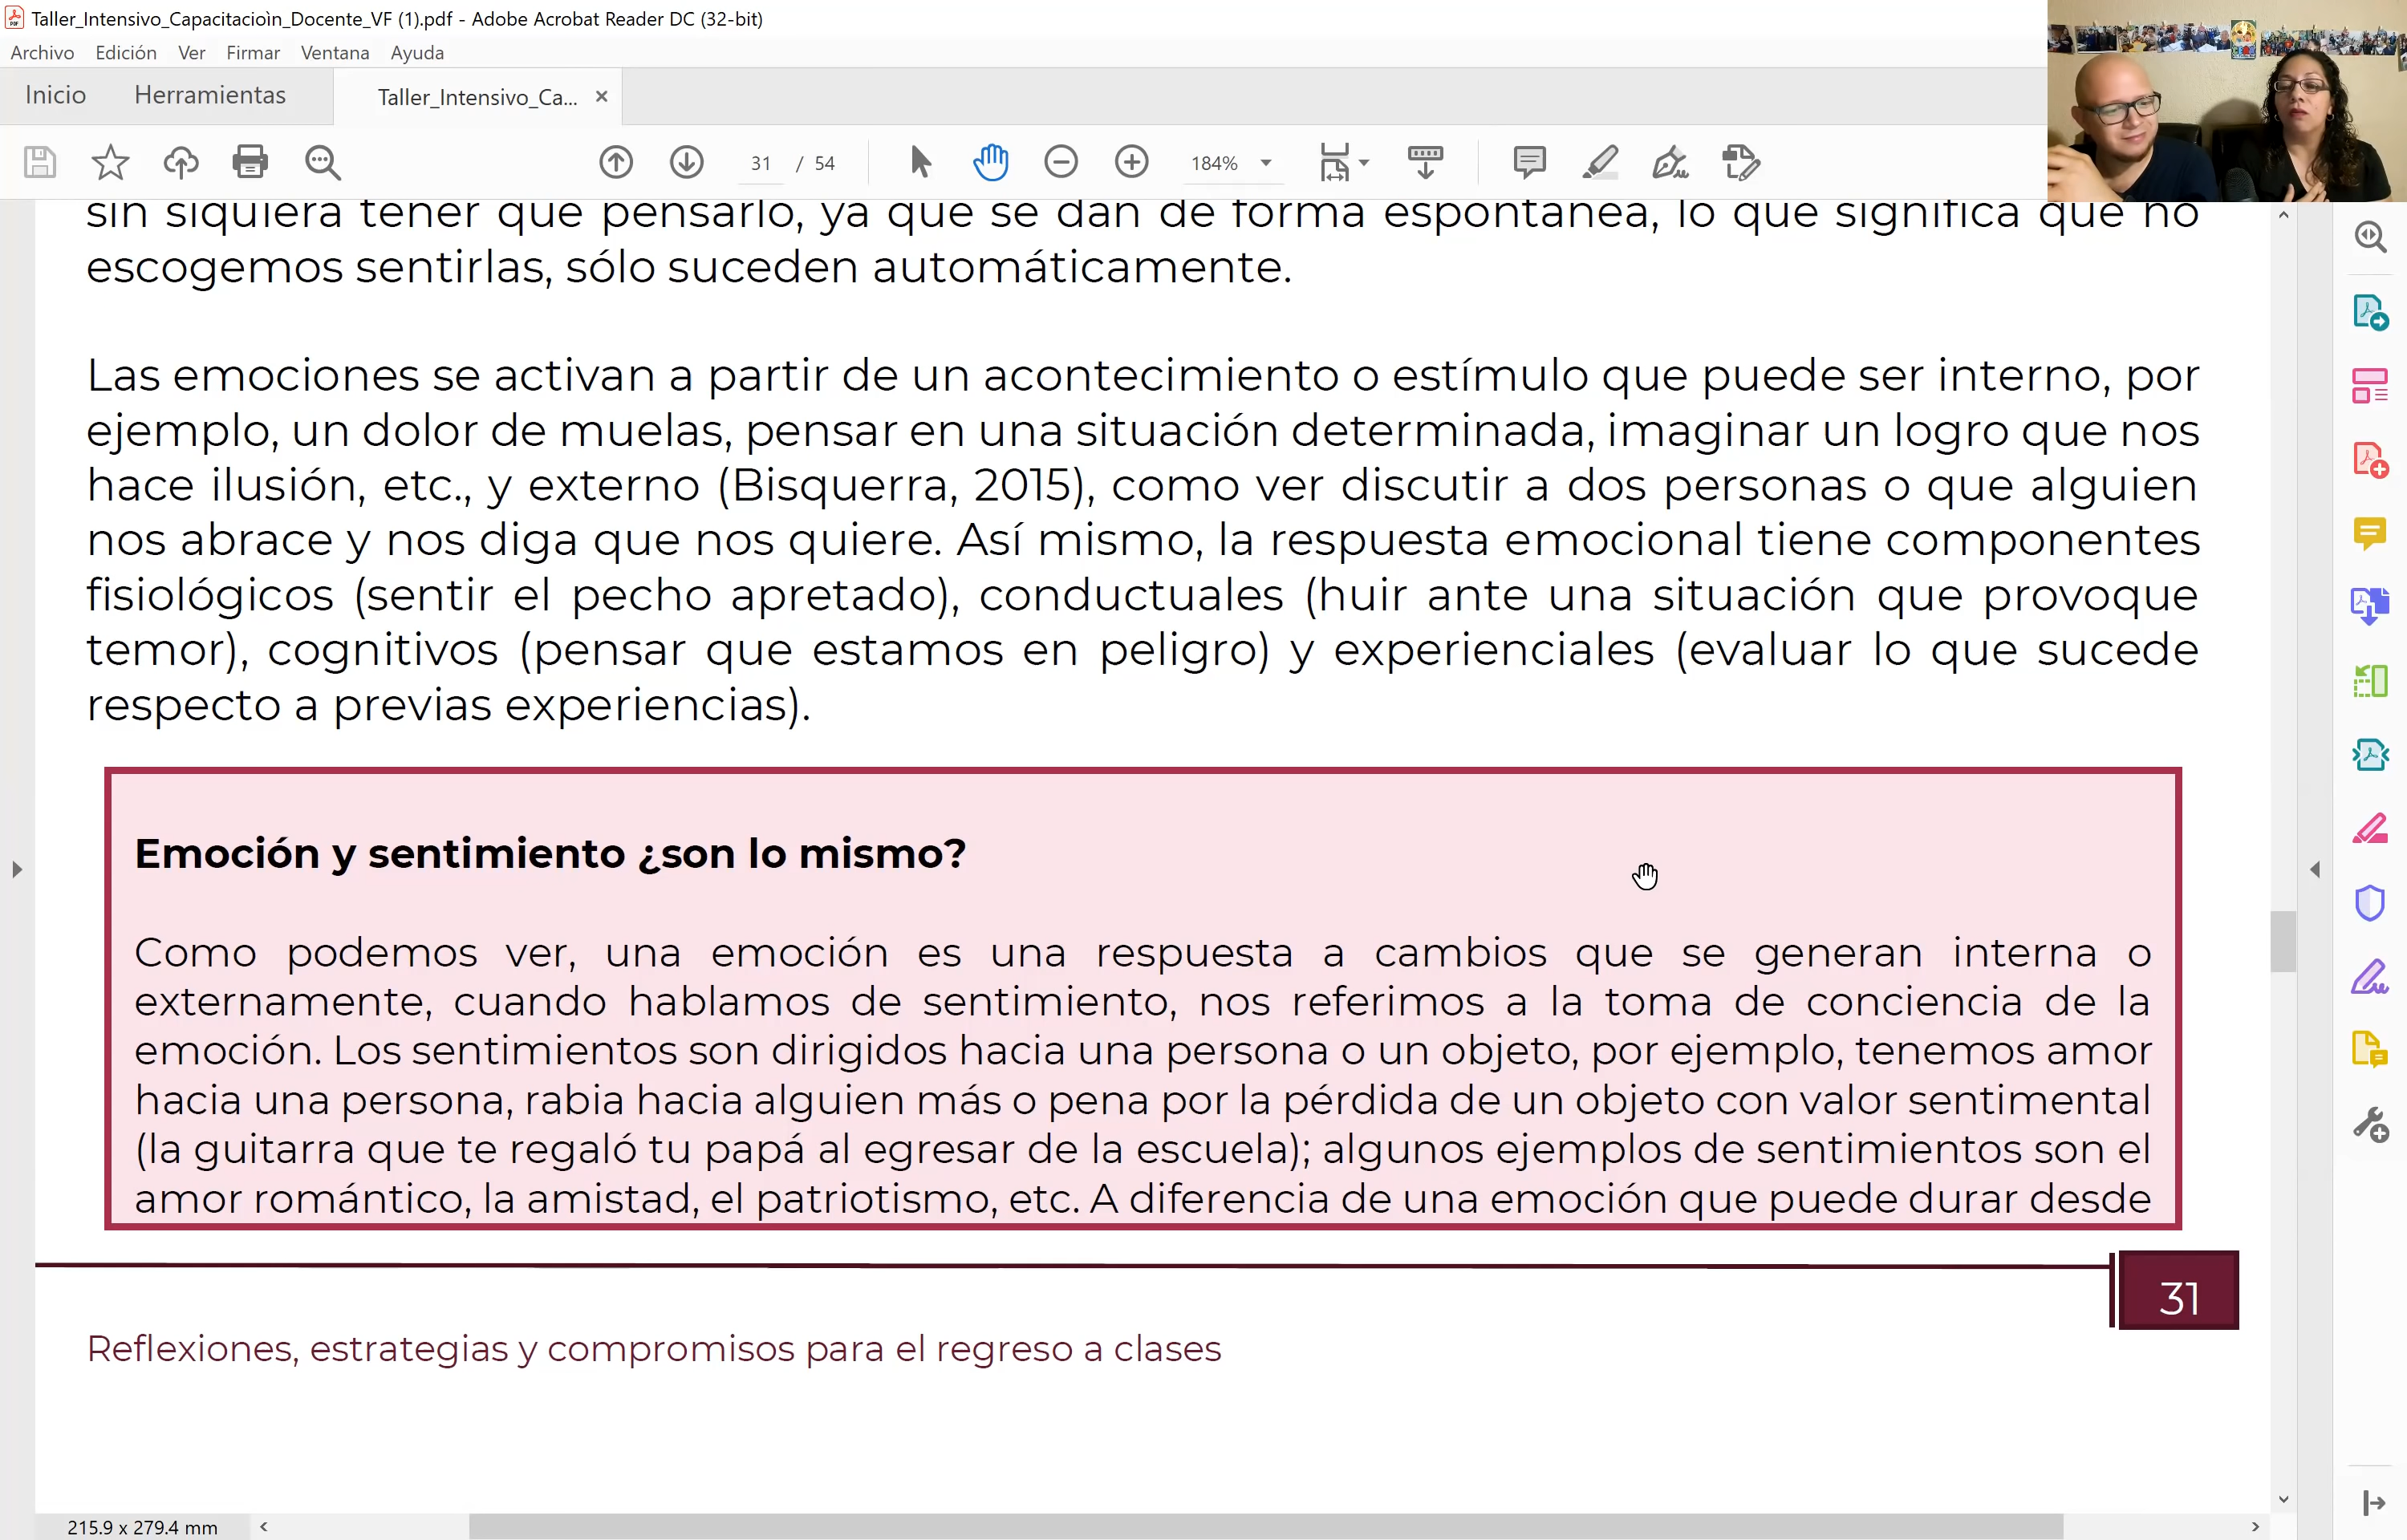 Taller_Intensivo_Capacitacioìn_Docente_VF (1).pdf - Adobe Acrobat Reader DC (32-bit)
Archivo Edición Ver Firmar Ventana Ayuda
Inicio Herramientas Taller_Intensivo_Ca...
31 / 54 184%
sin siquiera tener que pensarlo, ya que se dan de forma espontánea, lo que significa que no
escogemos sentirlas, sólo suceden automáticamente.
Las emociones se activan a partir de un acontecimiento o estímulo que puede ser interno, por
ejemplo, un dolor de muelas, pensar en una situación determinada, imaginar un logro que nos
hace ilusión, etc., y externo (Bisquerra, 2015), como ver discutir a dos personas o que alguien
nos abrace y nos diga que nos quiere. Así mismo, la respuesta emocional tiene componentes
fisiológicos (sentir el pecho apretado), conductuales (huir ante una situación que provoque
temor), cognitivos (pensar que estamos en peligro) y experienciales (evaluar lo que sucede
respecto a previas experiencias).
Emoción y sentimiento ¿son lo mismo?
Como podemos ver, una emoción es una respuesta a cambios que se generan interna o
externamente, cuando hablamos de sentimiento, nos referimos a la toma de conciencia de la
emoción. Los sentimientos son dirigidos hacia una persona o un objeto, por ejemplo, tenemos amor
hacia una persona, rabia hacia alguien más o pena por la pérdida de un objeto con valor sentimental
(la guitarra que te regaló tu papá al egresar de la escuela); algunos ejemplos de sentimientos son el
amor romántico, la amistad, el patriotismo, etc. A diferencia de una emoción que puede durar desde
31
Reflexiones, estrategias y compromisos para el regreso a clases
215.9 x 279.4 mm